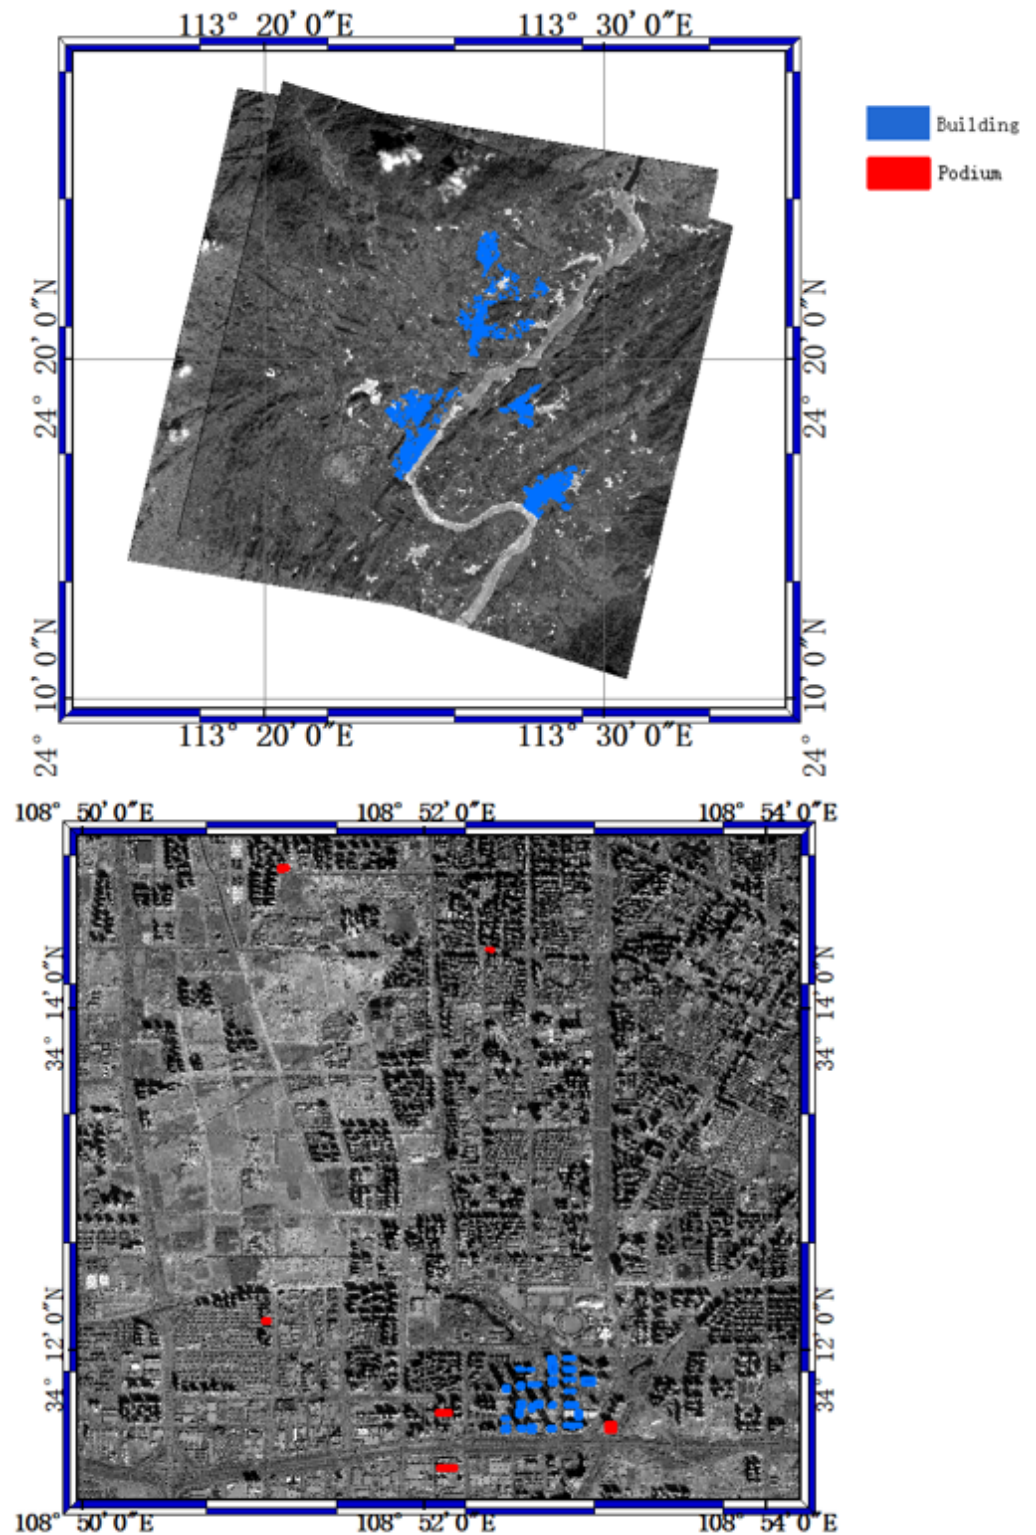 113° 20′ 0″E 113° 30′ 0″E
Building
Podium
24° 20′ 0″N
24° 20′ 0″N
24° 10′ 0″N
24° 10′ 0″N
113° 20′ 0″E 113° 30′ 0″E
108° 50′ 0″E 108° 52′ 0″E 108° 54′ 0″E
34° 14′ 0″N
34° 14′ 0″N
34° 12′ 0″N
34° 12′ 0″N
108° 50′ 0″E 108° 52′ 0″E 108° 54′ 0″E